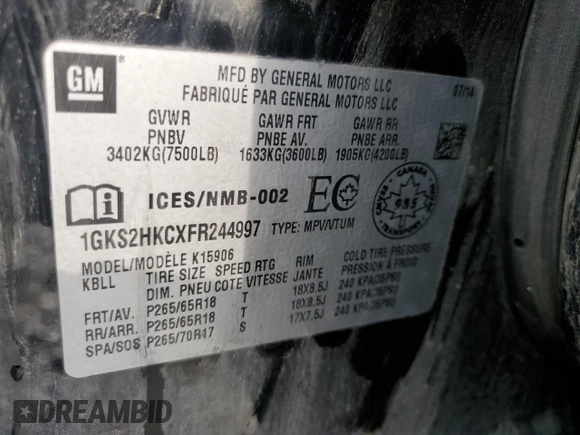 GM
MFD BY GENERAL MOTORS LLC
FABRIQUÉ PAR GENERAL MOTORS LLC
07/14
GVWR GAWR FRT GAWR RR
PNBV PNBE AV. PNBE ARR.
3402KG(7500LB) 1633KG(3600LB) 1905KG(4200LB)
ICES/NMB-002 EC
CANADA
995
TRANSPORT
1GKS2HKCXFR244997 TYPE: MPV/VTUM
MODEL/MODÈLE K15906
KBLL TIRE SIZE SPEED RTG RIM COLD TIRE PRESSURE
DIM. PNEU COTE VITESSE JANTE PRESSION À FROID
FRT/AV. P265/65R18 T 18X8.5J 240 KPA(35PSI)
RR/ARR. P265/65R18 T 18X8.5J 240 KPA(35PSI)
SPA/SOS P265/70R17 S 17X7.5J 240 KPA(35PSI)
DREAMBID